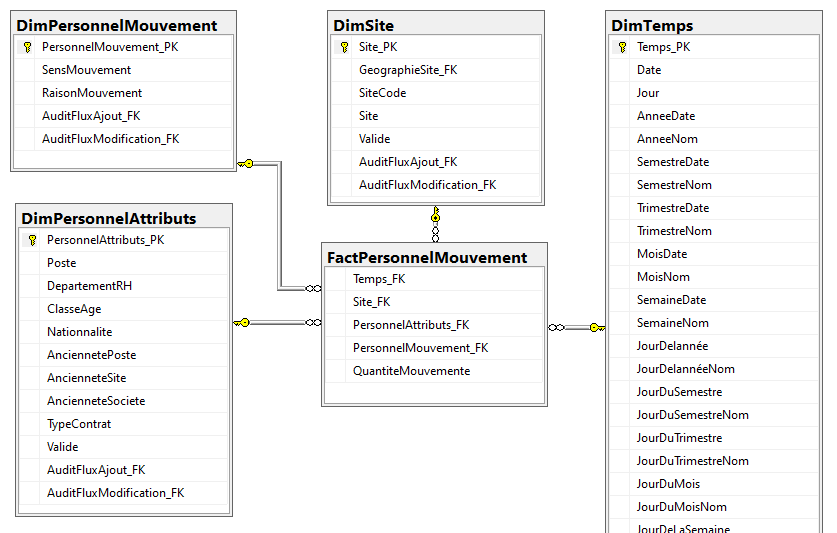 DimPersonnelMouvement
PersonnelMouvement_PK
SensMouvement
RaisonMouvement
AuditFluxAjout_FK
AuditFluxModification_FK
DimSite
Site_PK
GeographieSite_FK
SiteCode
Site
Valide
AuditFluxAjout_FK
AuditFluxModification_FK
DimTemps
Temps_PK
Date
Jour
AnneeDate
AnneeNom
SemestreDate
SemestreNom
TrimestreDate
TrimestreNom
MoisDate
MoisNom
SemaineDate
SemaineNom
JourDelannée
JourDelannéeNom
JourDuSemestre
JourDuSemestreNom
JourDuTrimestre
JourDuTrimestreNom
JourDuMois
JourDuMoisNom
JourDeLaSemaine
DimPersonnelAttributs
PersonnelAttributs_PK
Poste
DepartementRH
ClasseAge
Nationnalite
AnciennetePoste
AncienneteSite
AncienneteSociete
TypeContrat
Valide
AuditFluxAjout_FK
AuditFluxModification_FK
FactPersonnelMouvement
Temps_FK
Site_FK
PersonnelAttributs_FK
PersonnelMouvement_FK
QuantiteMouvemente